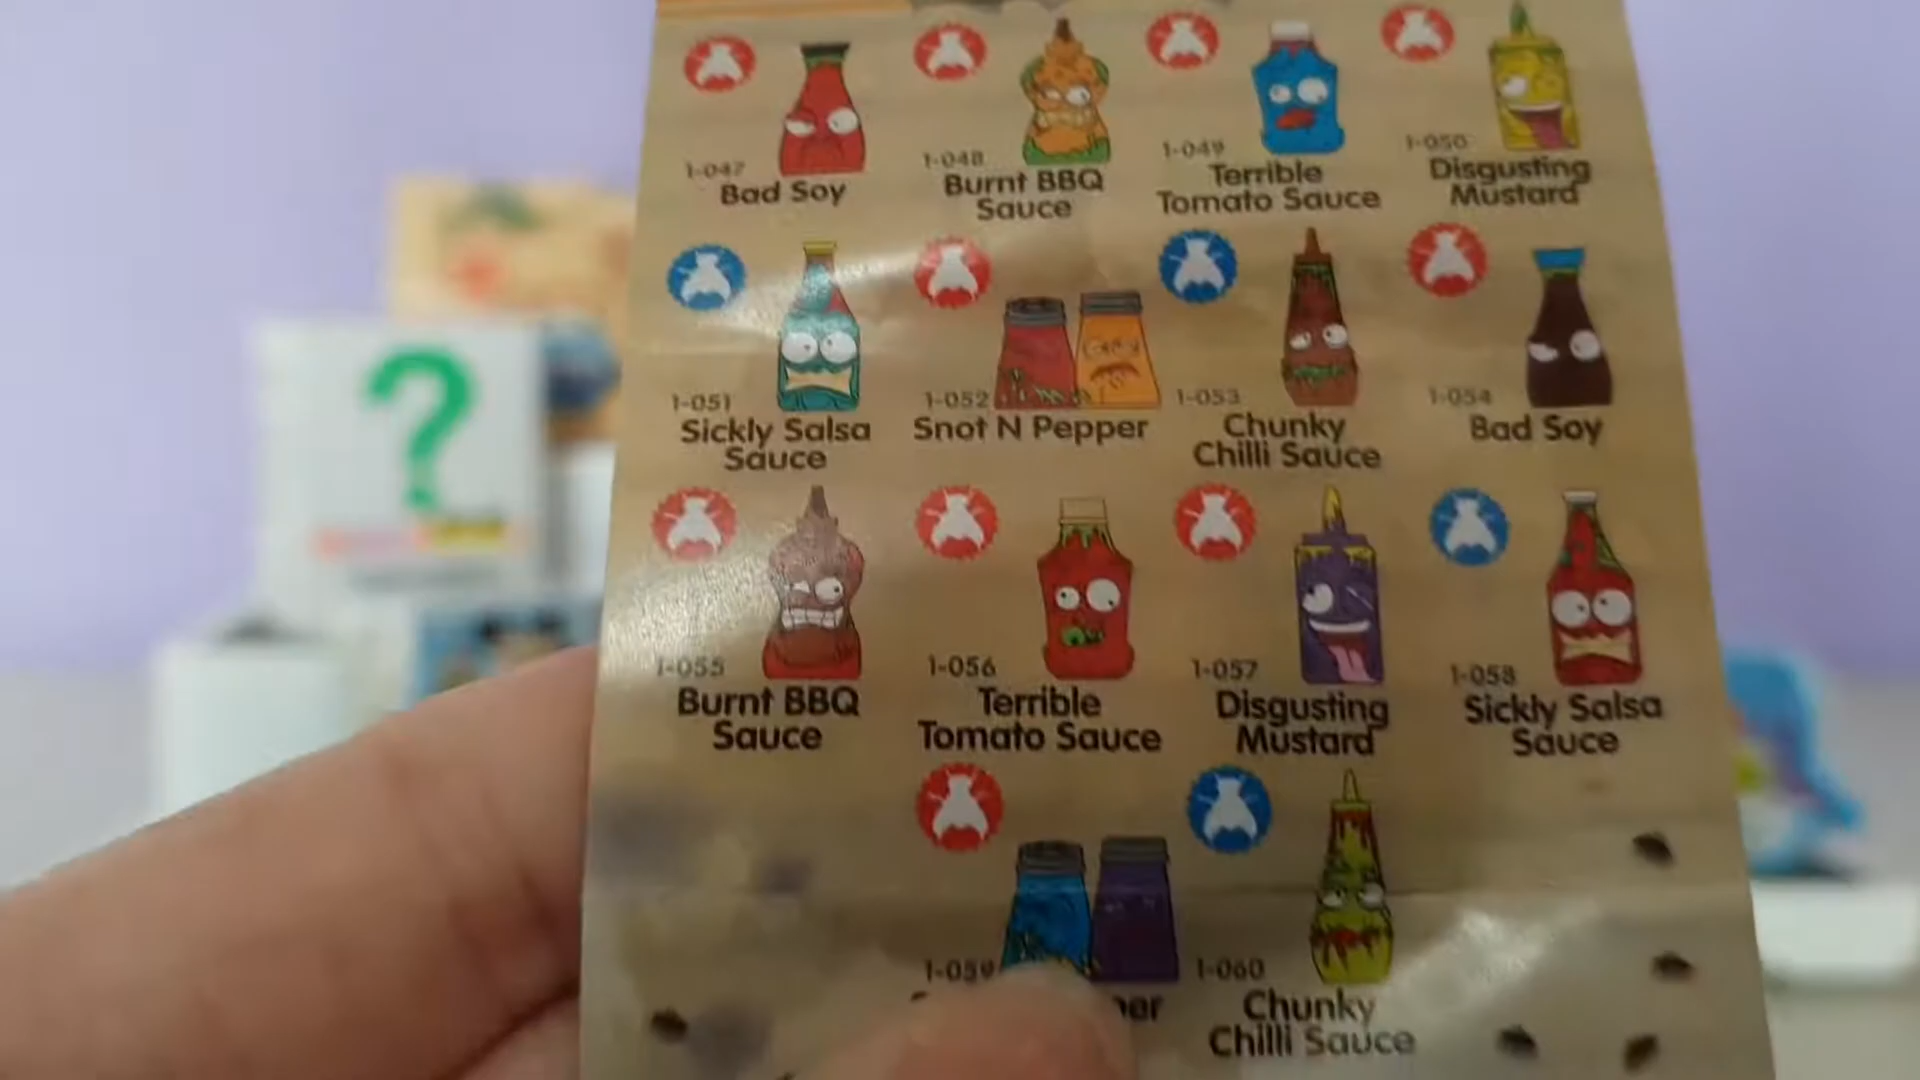 1-047
Bad Soy
1-048
Burnt BBQ
Sauce
1-049
Terrible
Tomato Sauce
1-050
Disgusting
Mustard
1-051
Sickly Salsa
Sauce
1-052
Snot N Pepper
1-053
Chunky
Chilli Sauce
1-054
Bad Soy
1-055
Burnt BBQ
Sauce
1-056
Terrible
Tomato Sauce
1-057
Disgusting
Mustard
1-058
Sickly Salsa
Sauce
1-059
1-060
Chunky
Chilli Sauce
?